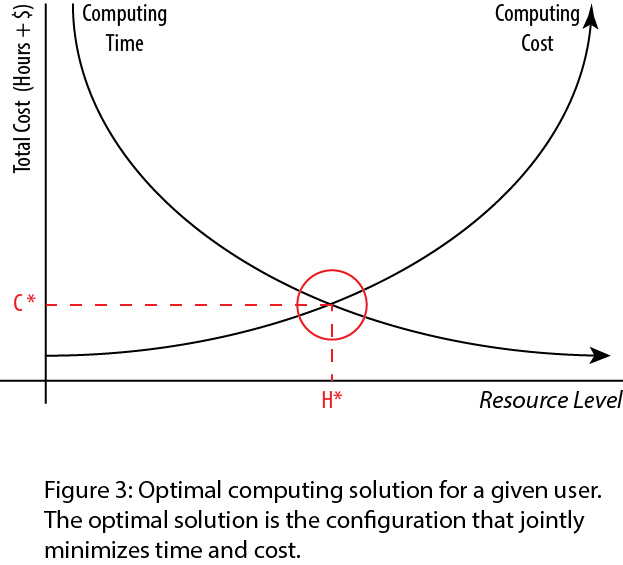 Computing
Time
Computing
Cost
Total Cost (Hours + $)
C*
H*
Resource Level
Figure 3: Optimal computing solution for a given user.
The optimal solution is the configuration that jointly
minimizes time and cost.